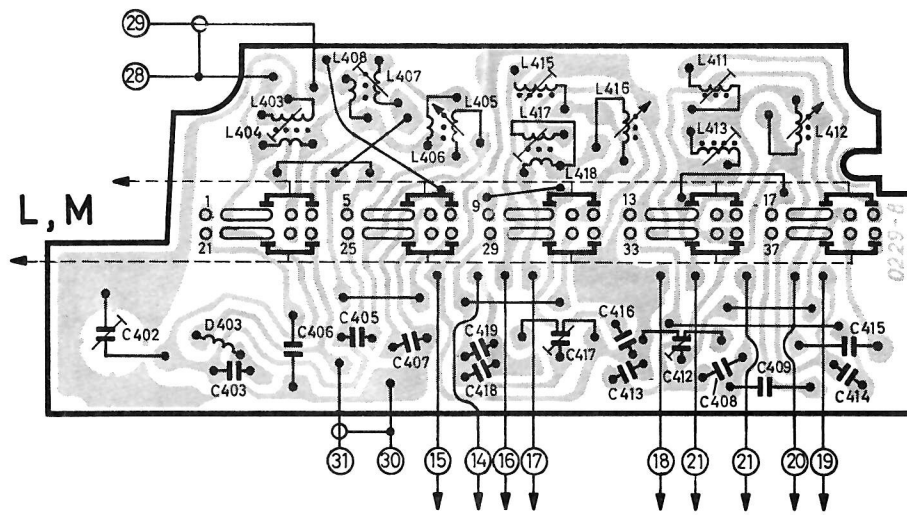 29
28
L408
L407
L415
L416
L411
L403
L405
L417
L413
L412
L404
L406
L418
L, M
1
5
9
13
17
21
25
29
33
37
0229-8
C402
D403
C406
C405
C407
C419
C417
C416
C415
C403
C418
C413
C412
C408
C409
C414
31
30
15
14
16
17
18
21
21
20
19